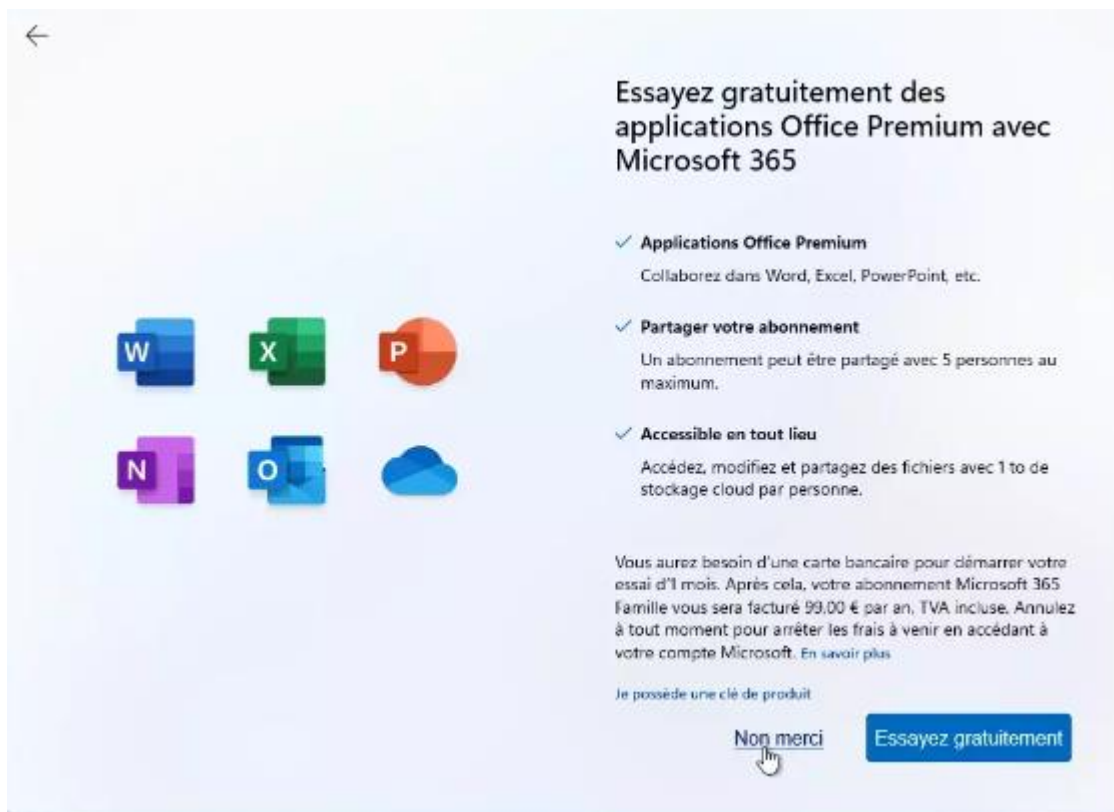 Essayez gratuitement des
applications Office Premium avec
Microsoft 365
Applications Office Premium
Collaborez dans Word, Excel, PowerPoint, etc.
Partager votre abonnement
Un abonnement peut être partagé avec 5 personnes au
maximum.
Accessible en tout lieu
Accédez, modifiez et partagez des fichiers avec 1 to de
stockage cloud par personne.
W
X
P
N
O
Vous aurez besoin d'une carte bancaire pour démarrer votre
essai d'1 mois. Après cela, votre abonnement Microsoft 365
Famille vous sera facturé 99.00 € par an, TVA incluse. Annulez
à tout moment pour arrêter les frais à venir en accédant à
votre compte Microsoft. En savoir plus
Je possède une clé de produit
Non merci
Essayez gratuitement